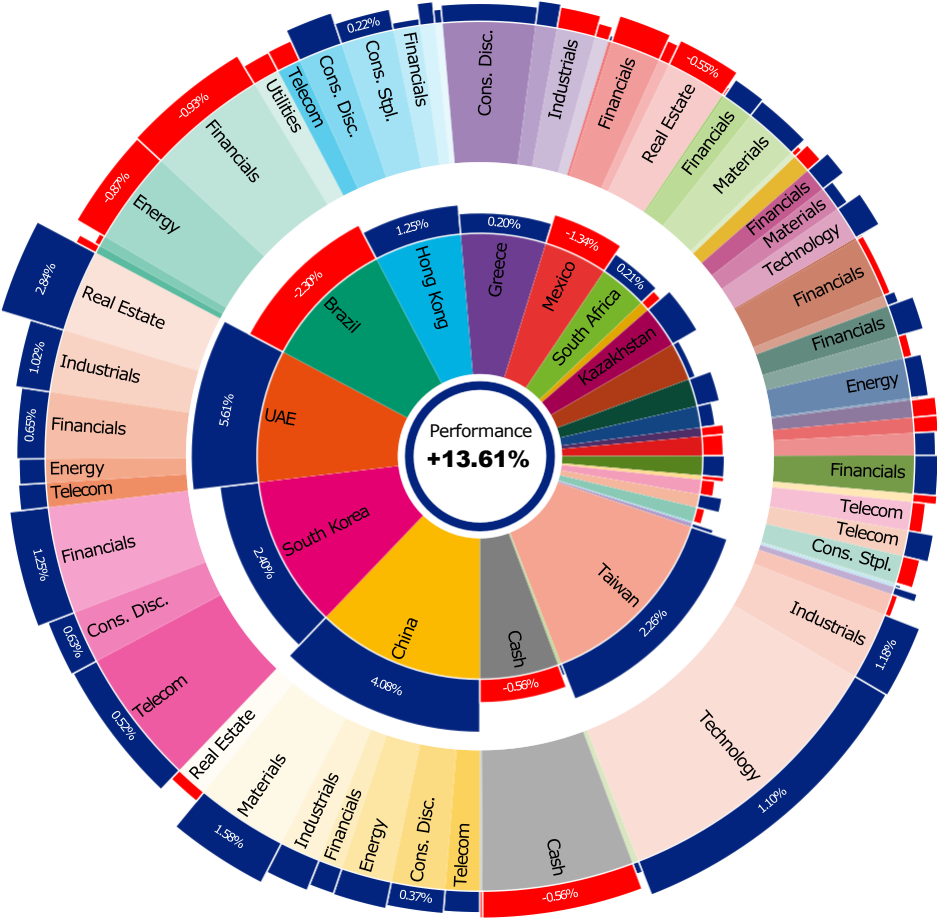 Performance
+13.61%
Greece
0.20%
Mexico
-1.34%
South Africa
0.21%
Kazakhstan
Taiwan
2.26%
Cash
-0.56%
China
4.08%
South Korea
2.40%
UAE
5.61%
Brazil
-2.30%
Hong Kong
1.25%
Cons. Disc.
Industrials
Financials
Real Estate
-0.55%
Financials
Materials
Financials
Materials
Technology
Financials
Financials
Energy
Financials
Telecom
Telecom
Cons. Stpl.
Industrials
1.18%
Technology
1.10%
Cash
-0.56%
Telecom
Cons. Disc.
0.37%
Energy
Financials
Industrials
Materials
1.58%
Real Estate
Telecom
0.52%
Cons. Disc.
0.63%
Financials
1.25%
Telecom
Energy
Financials
0.65%
Industrials
1.02%
Real Estate
2.84%
Energy
-0.87%
Financials
-0.93%
Utilities
Telecom
Cons. Disc.
Cons. Stpl.
0.22%
Financials